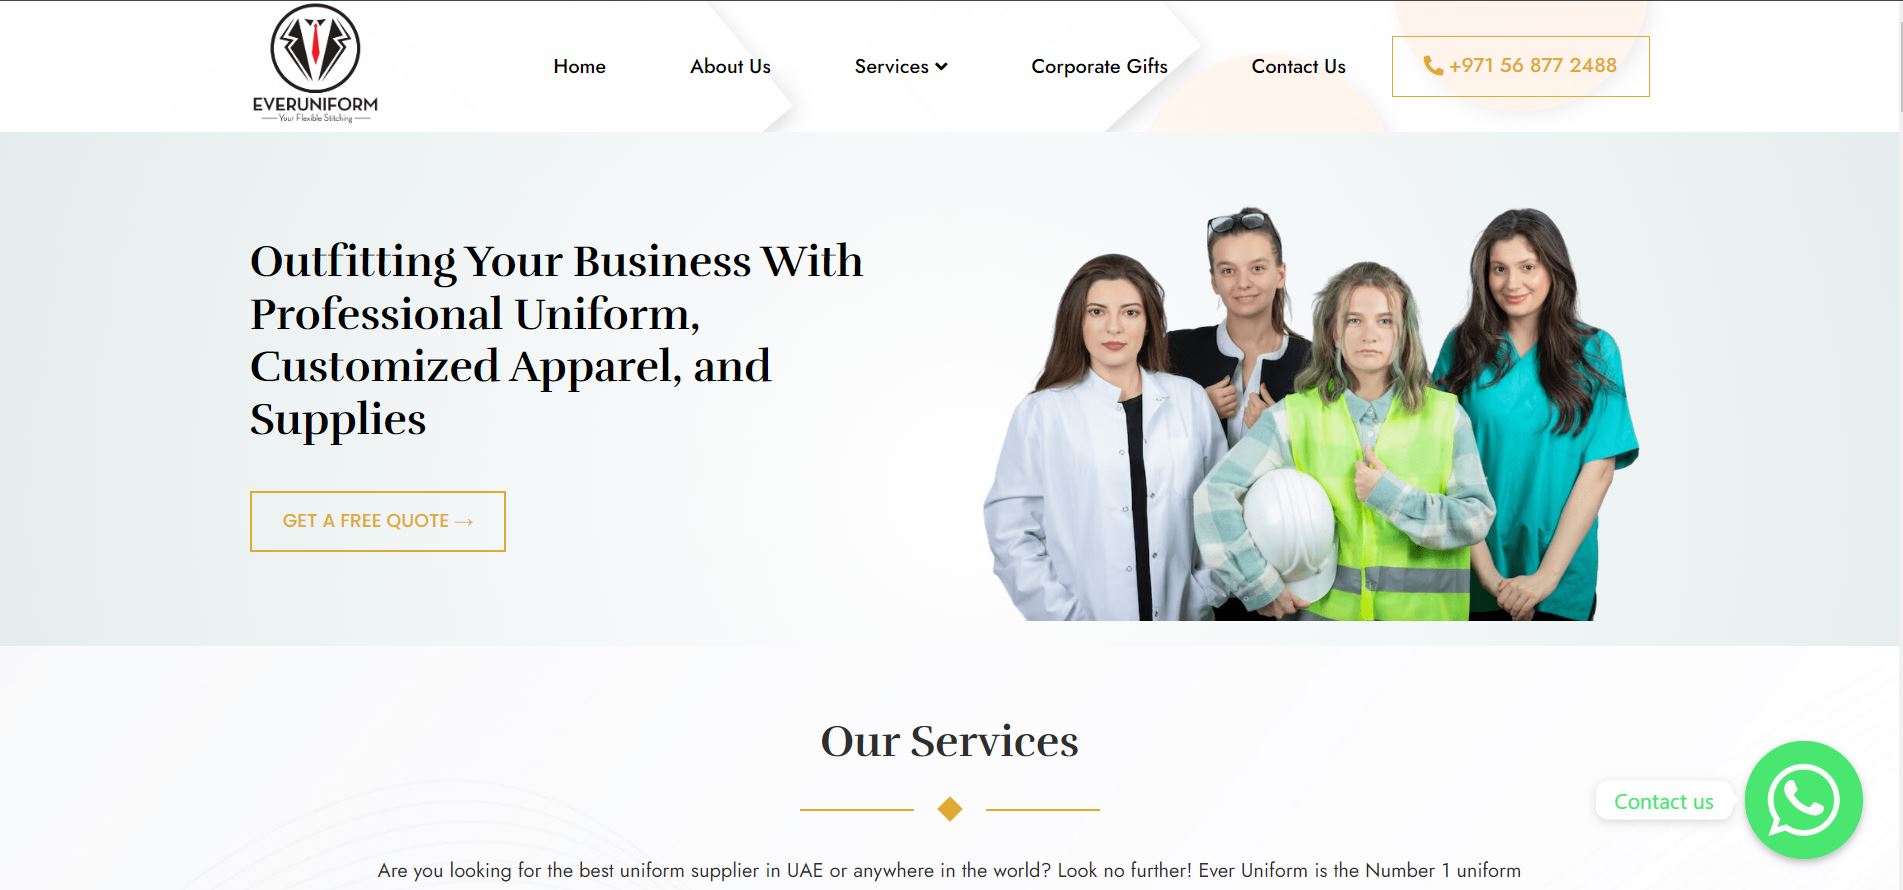 EVERUNIFORM
Your Flexible Stitching
Home
About Us
Services
Corporate Gifts
Contact Us
+971 56 877 2488
Outfitting Your Business With
Professional Uniform,
Customized Apparel, and
Supplies
GET A FREE QUOTE →
Our Services
Contact us
Are you looking for the best uniform supplier in UAE or anywhere in the world? Look no further! Ever Uniform is the Number 1 uniform